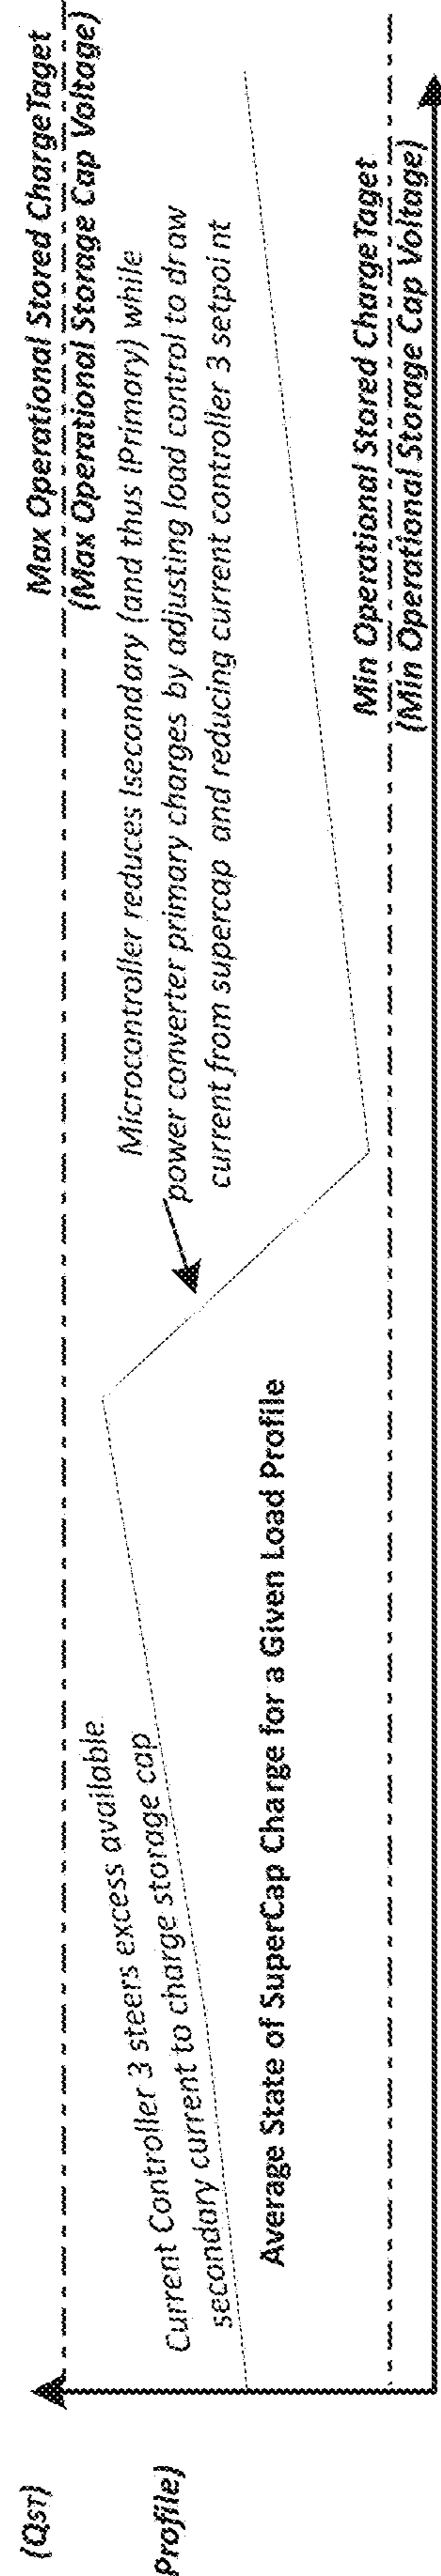 (QST)
Profile)
Max Operational Stored ChargeTaget
(Max Operational Storage Cap Voltage)
Current Controller 3 steers excess available
secondary current to charge storage cap
Microcontroller reduces Isecondary (and thus IPrimary) while
power converter primary charges by adjusting load control to draw
current from supercap and reducing current controller 3 setpoint
Average State of SuperCap Charge for a Given Load Profile
Min Operational Stored ChargeTaget
(Min Operational Storage Cap Voltage)